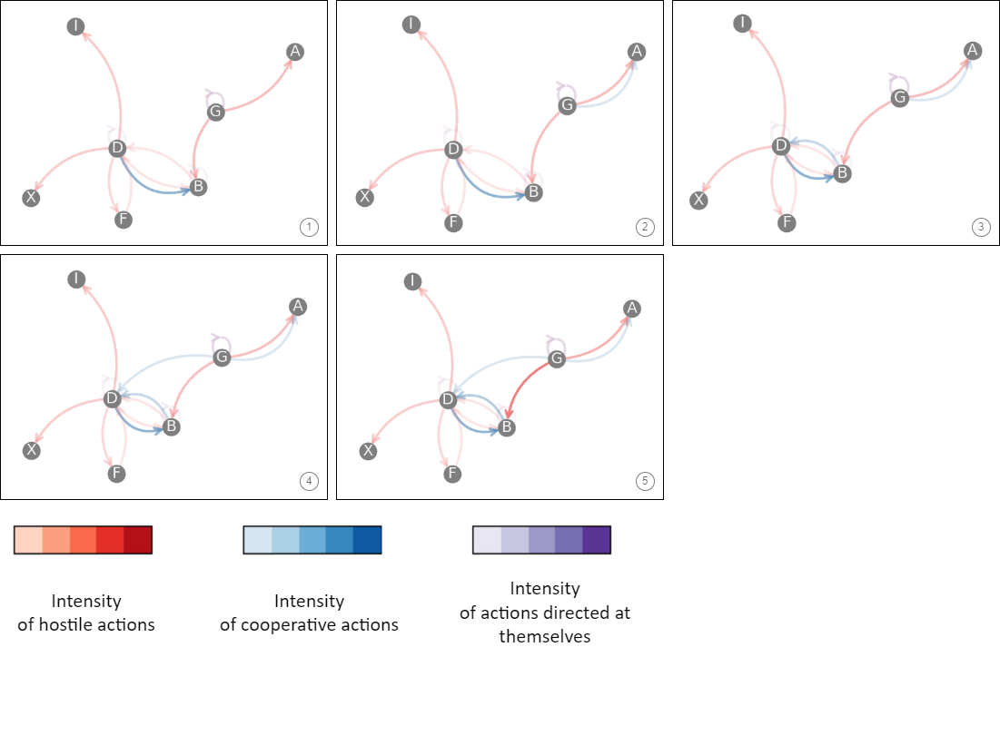 I
A
G
D
B
X
F
1
I
A
G
D
B
X
F
2
I
A
G
D
B
X
F
3
I
A
G
D
B
X
F
4
I
A
G
D
B
X
F
5
Intensity
of hostile actions
Intensity
of cooperative actions
Intensity
of actions directed at
themselves